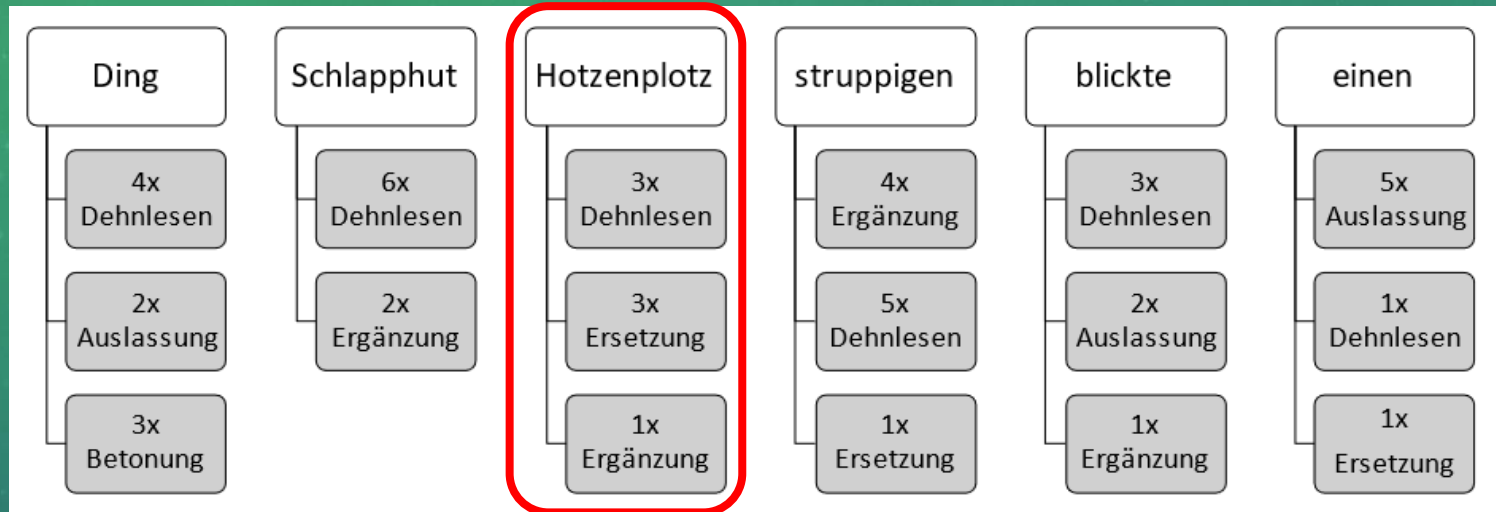 Ding
4x
Dehnlesen
2x
Auslassung
3x
Betonung
Schlapphut
6x
Dehnlesen
2x
Ergänzung
Hotzenplotz
3x
Dehnlesen
3x
Ersetzung
1x
Ergänzung
struppigen
4x
Ergänzung
5x
Dehnlesen
1x
Ersetzung
blickte
3x
Dehnlesen
2x
Auslassung
1x
Ergänzung
einen
5x
Auslassung
1x
Dehnlesen
1x
Ersetzung